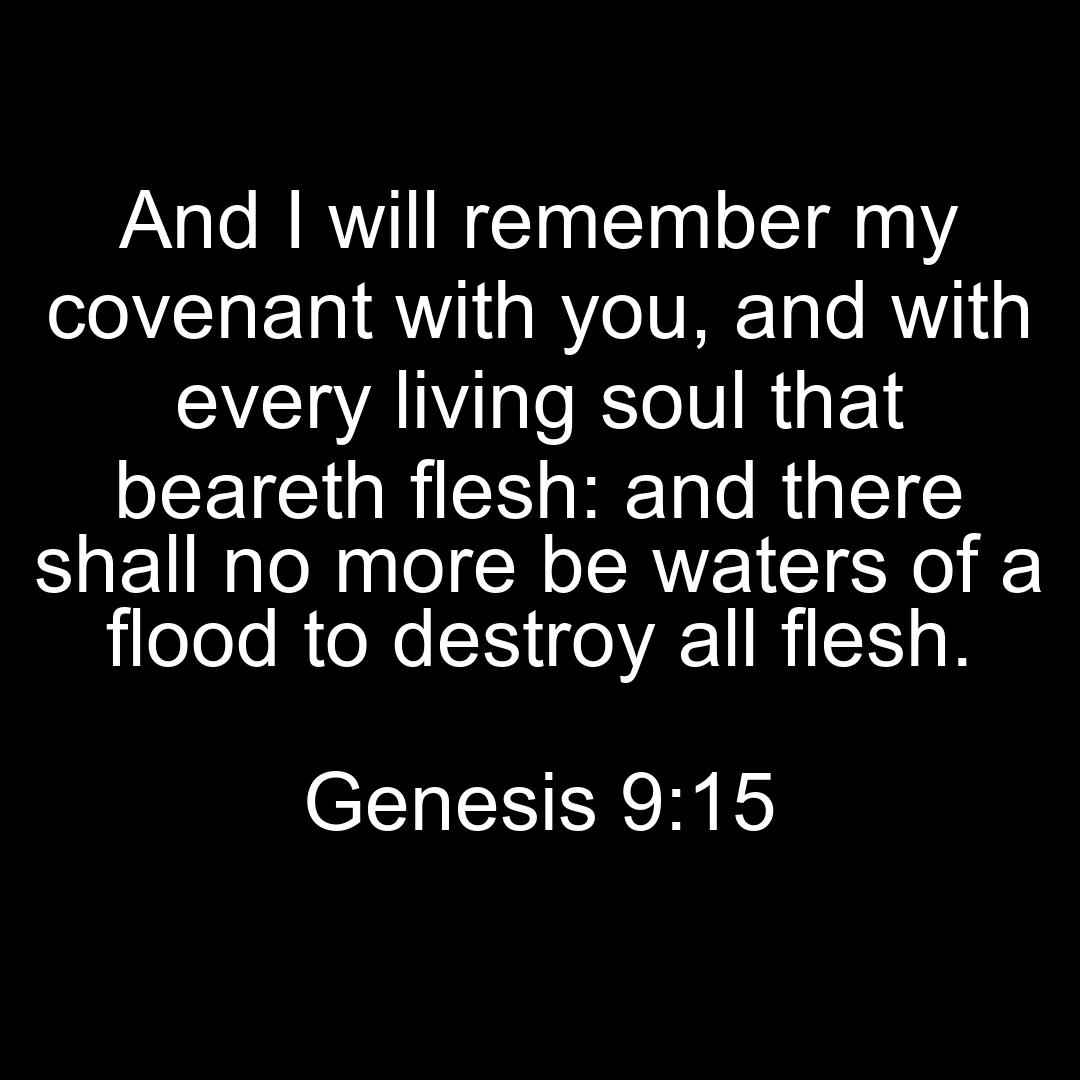 And I will remember my
covenant with you, and with
every living soul that
beareth flesh: and there
shall no more be waters of a
flood to destroy all flesh.
Genesis 9:15